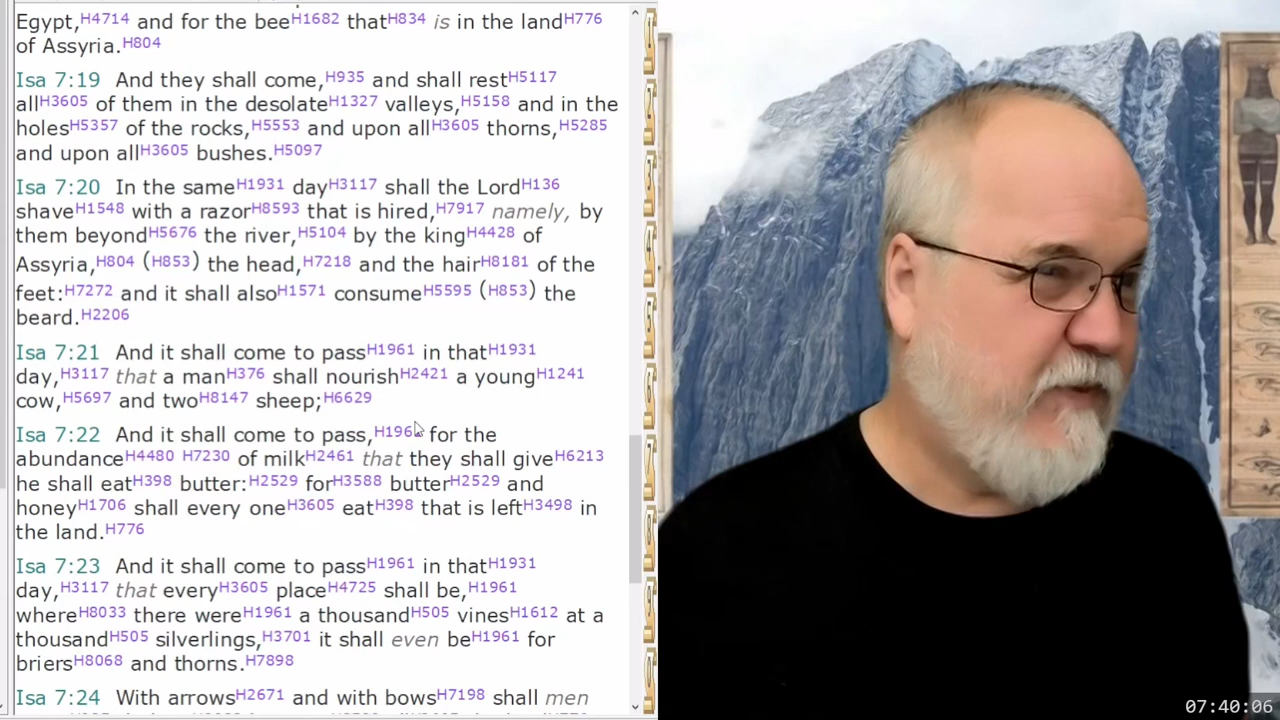 Egypt,H4714 and for the beeH1682 thatH834 is in the landH776
of Assyria.H804
Isa 7:19 And they shall come,H935 and shall restH5117
allH3605 of them in the desolateH1327 valleys,H5158 and in the
holesH5357 of the rocks,H5553 and upon allH3605 thorns,H5285
and upon allH3605 bushes.H5097
Isa 7:20 In the sameH1931 dayH3117 shall the LordH136
shaveH1548 with a razorH8593 that is hired,H7917 namely, by
them beyondH5676 the river,H5104 by the kingH4428 of
Assyria,H804 (H853) the head,H7218 and the hairH8181 of the
feet:H7272 and it shall alsoH1571 consumeH5595 (H853) the
beard.H2206
Isa 7:21 And it shall come to passH1961 in thatH1931
day,H3117 that a manH376 shall nourishH2421 a youngH1241
cow,H5697 and twoH8147 sheep;H6629
Isa 7:22 And it shall come to pass,H196 for the
abundanceH4480 H7230 of milkH2461 that they shall giveH6213
he shall eatH398 butter:H2529 forH3588 butterH2529 and
honeyH1706 shall every oneH3605 eatH398 that is leftH3498 in
the land.H776
Isa 7:23 And it shall come to passH1961 in thatH1931
day,H3117 that everyH3605 placeH4725 shall be,H1961
whereH8033 there wereH1961 a thousandH505 vinesH1612 at a
thousandH505 silverlings,H3701 it shall even beH1961 for
briersH8068 and thorns.H7898
Isa 7:24 With arrowsH2671 and with bowsH7198 shall men
07:40:06